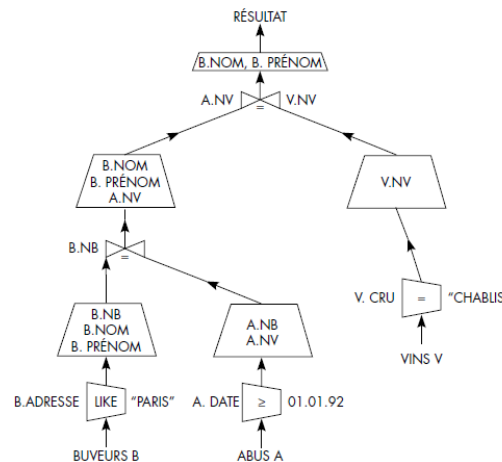 RÉSULTAT
B.NOM, B. PRÉNOM
A.NV = V.NV
B.NOM
B. PRÉNOM
A.NV
V.NV
B.NB =
V. CRU = "CHABLIS
B.NB
B.NOM
B. PRÉNOM
A.NB
A.NV
VINS V
B.ADRESSE LIKE "PARIS"
A. DATE ≥ 01.01.92
BUVEURS B
ABUS A